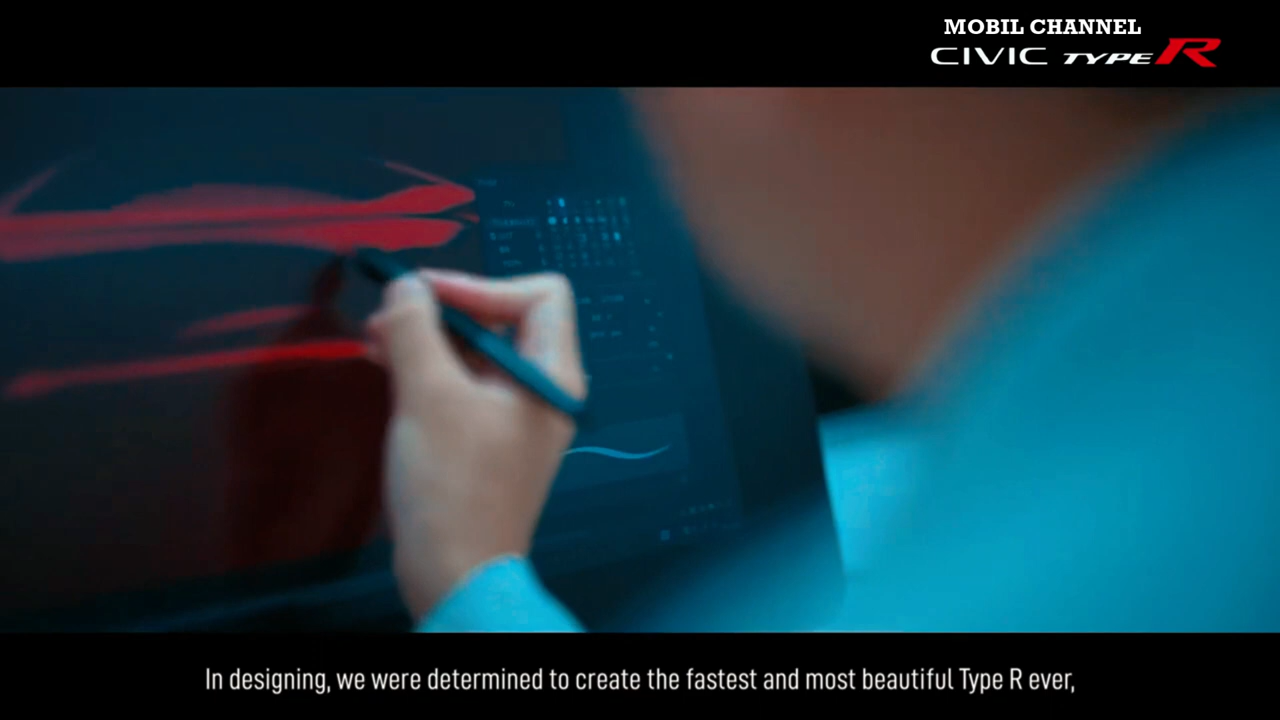 MOBIL CHANNEL
CIVIC TYPE R
In designing, we were determined to create the fastest and most beautiful Type R ever,